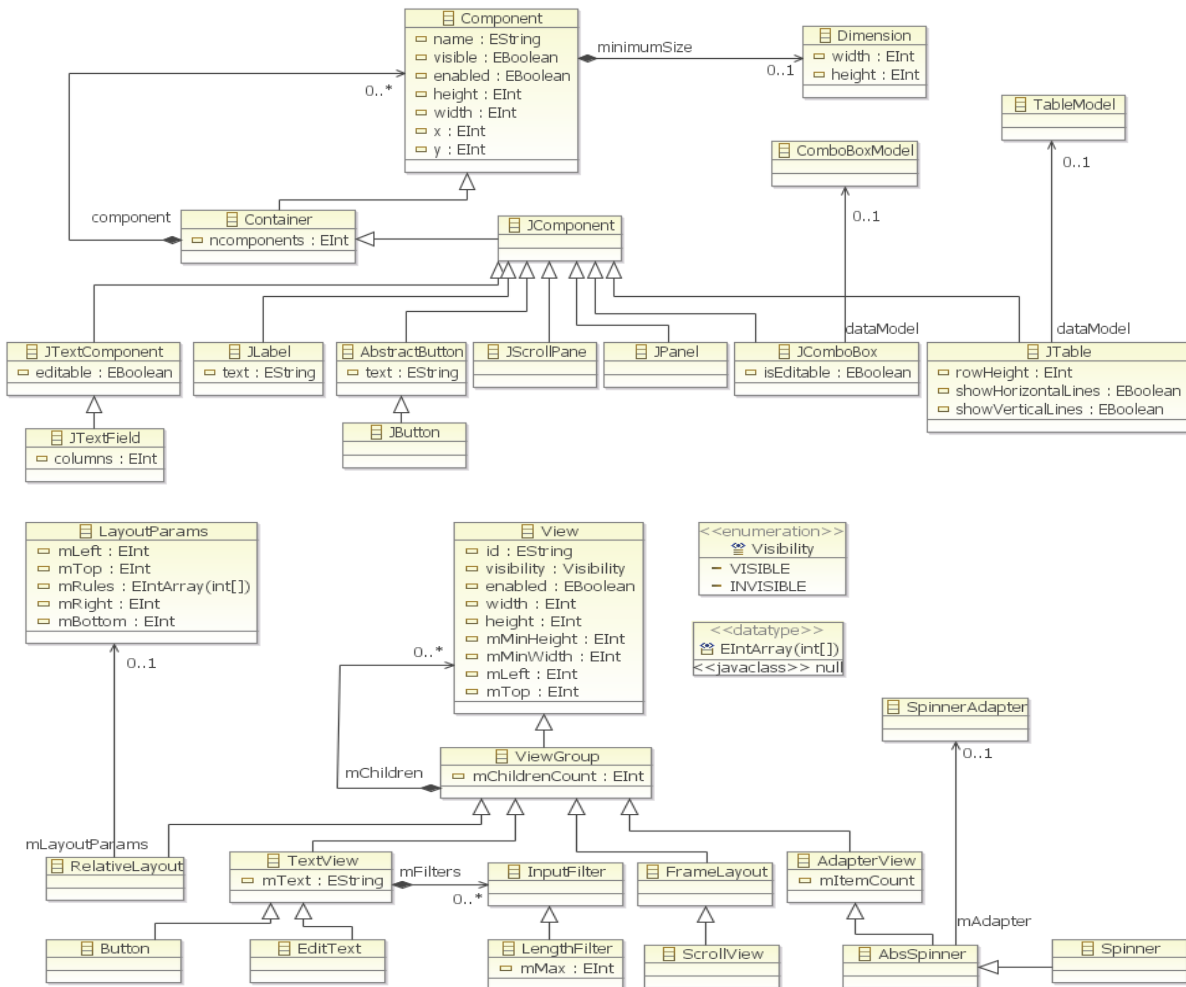 Component
name : EString
visible : EBoolean
enabled : EBoolean
height : EInt
width : EInt
x : EInt
y : EInt
minimumSize
0..1
Dimension
width : EInt
height : EInt
0..*
TableModel
0..1
ComboBoxModel
0..1
component
Container
ncomponents : EInt
JComponent
dataModel
dataModel
JTextComponent
editable : EBoolean
JLabel
text : EString
AbstractButton
text : EString
JScrollPane
JPanel
JComboBox
isEditable : EBoolean
JTable
rowHeight : EInt
showHorizontalLines : EBoolean
showVerticalLines : EBoolean
JTextField
columns : EInt
JButton
LayoutParams
mLeft : EInt
mTop : EInt
mRules : EIntArray(int[])
mRight : EInt
mBottom : EInt
0..1
View
id : EString
visibility : Visibility
enabled : EBoolean
width : EInt
height : EInt
mMinHeight : EInt
mMinWidth : EInt
mLeft : EInt
mTop : EInt
0..*
<<enumeration>>
Visibility
VISIBLE
INVISIBLE
<<datatype>>
EIntArray(int[])
<<javaclass>> null
SpinnerAdapter
0..1
mChildren
ViewGroup
mChildrenCount : EInt
mLayoutParams
RelativeLayout
TextView
mText : EString
mFilters
0..*
InputFilter
FrameLayout
AdapterView
mItemCount
mAdapter
Button
EditText
LengthFilter
mMax : EInt
ScrollView
AbsSpinner
Spinner